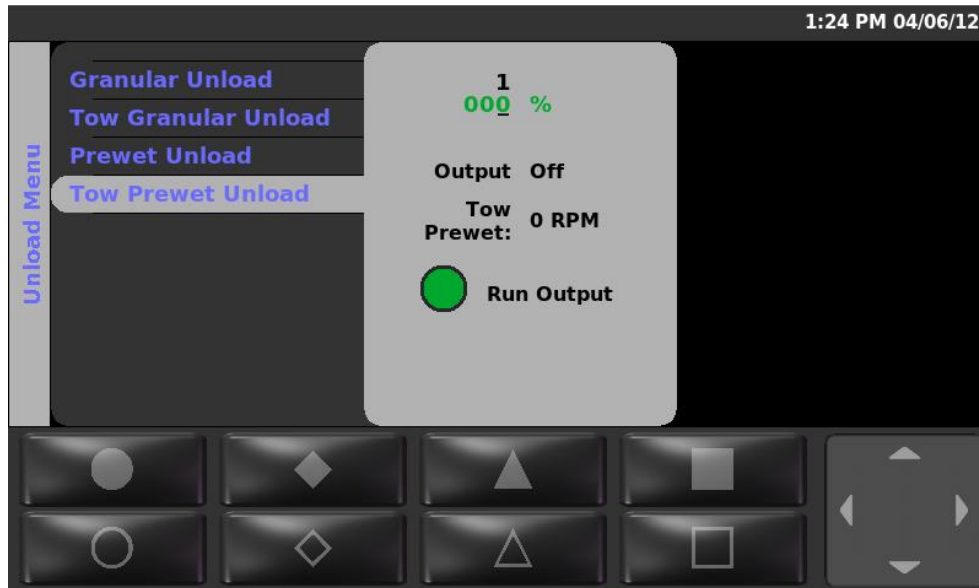 1:24 PM 04/06/12
Unload Menu
Granular Unload
Tow Granular Unload
Prewet Unload
Tow Prewet Unload
1
000 %
Output Off
Tow
Prewet: 0 RPM
Run Output